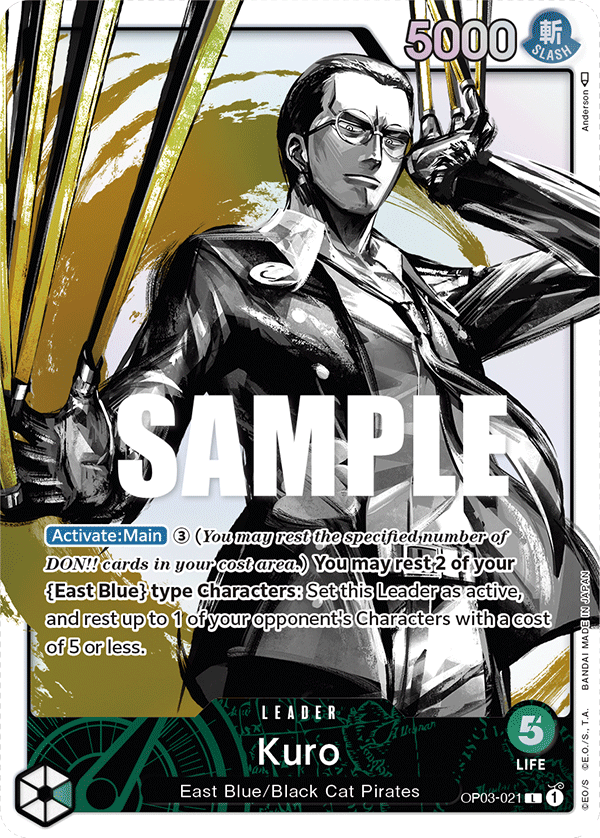 5000
斬
SLASH
Anderson
SAMPLE
Activate:Main ③ (You may rest the specified number of
DON!! cards in your cost area.) You may rest 2 of your
{East Blue} type Characters: Set this Leader as active,
and rest up to 1 of your opponent's Characters with a cost
of 5 or less.
LEADER
5
LIFE
Kuro
East Blue/Black Cat Pirates
OP03-021 L 1
©E.O/S ©E.O./S., T.A. BANDAI MADE IN JAPAN